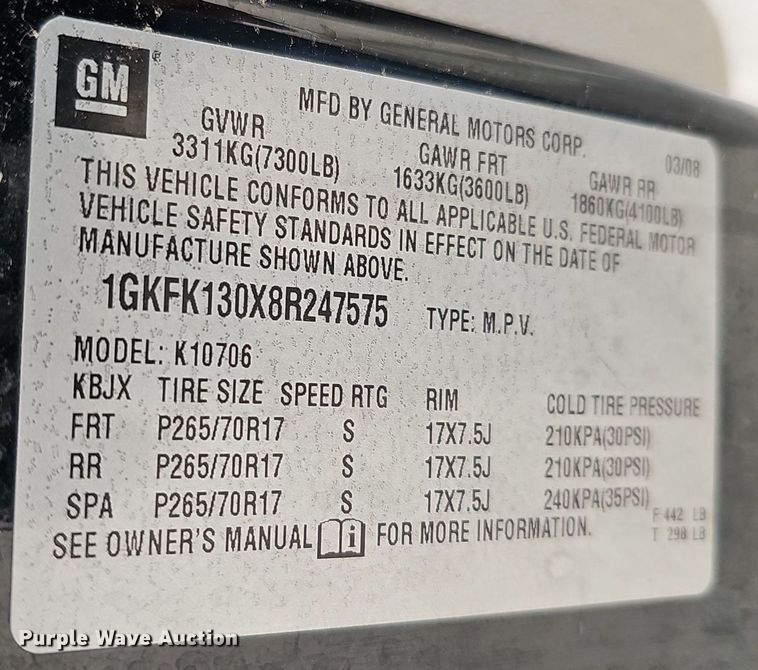 GM
MFD BY GENERAL MOTORS CORP. 03/08
GVWR GAWR FRT GAWR RR
3311KG(7300LB) 1633KG(3600LB) 1860KG(4100LB)
THIS VEHICLE CONFORMS TO ALL APPLICABLE U.S. FEDERAL MOTOR
VEHICLE SAFETY STANDARDS IN EFFECT ON THE DATE OF
MANUFACTURE SHOWN ABOVE.
1GKFK130X8R247575 TYPE: M.P.V.
MODEL: K10706
KBJX TIRE SIZE SPEED RTG RIM COLD TIRE PRESSURE
FRT P265/70R17 S 17X7.5J 210KPA(30PSI)
RR P265/70R17 S 17X7.5J 210KPA(30PSI)
SPA P265/70R17 S 17X7.5J 240KPA(35PSI)
F 442 LB
SEE OWNER'S MANUAL i FOR MORE INFORMATION. T 298 LB
Purple Wave Auction